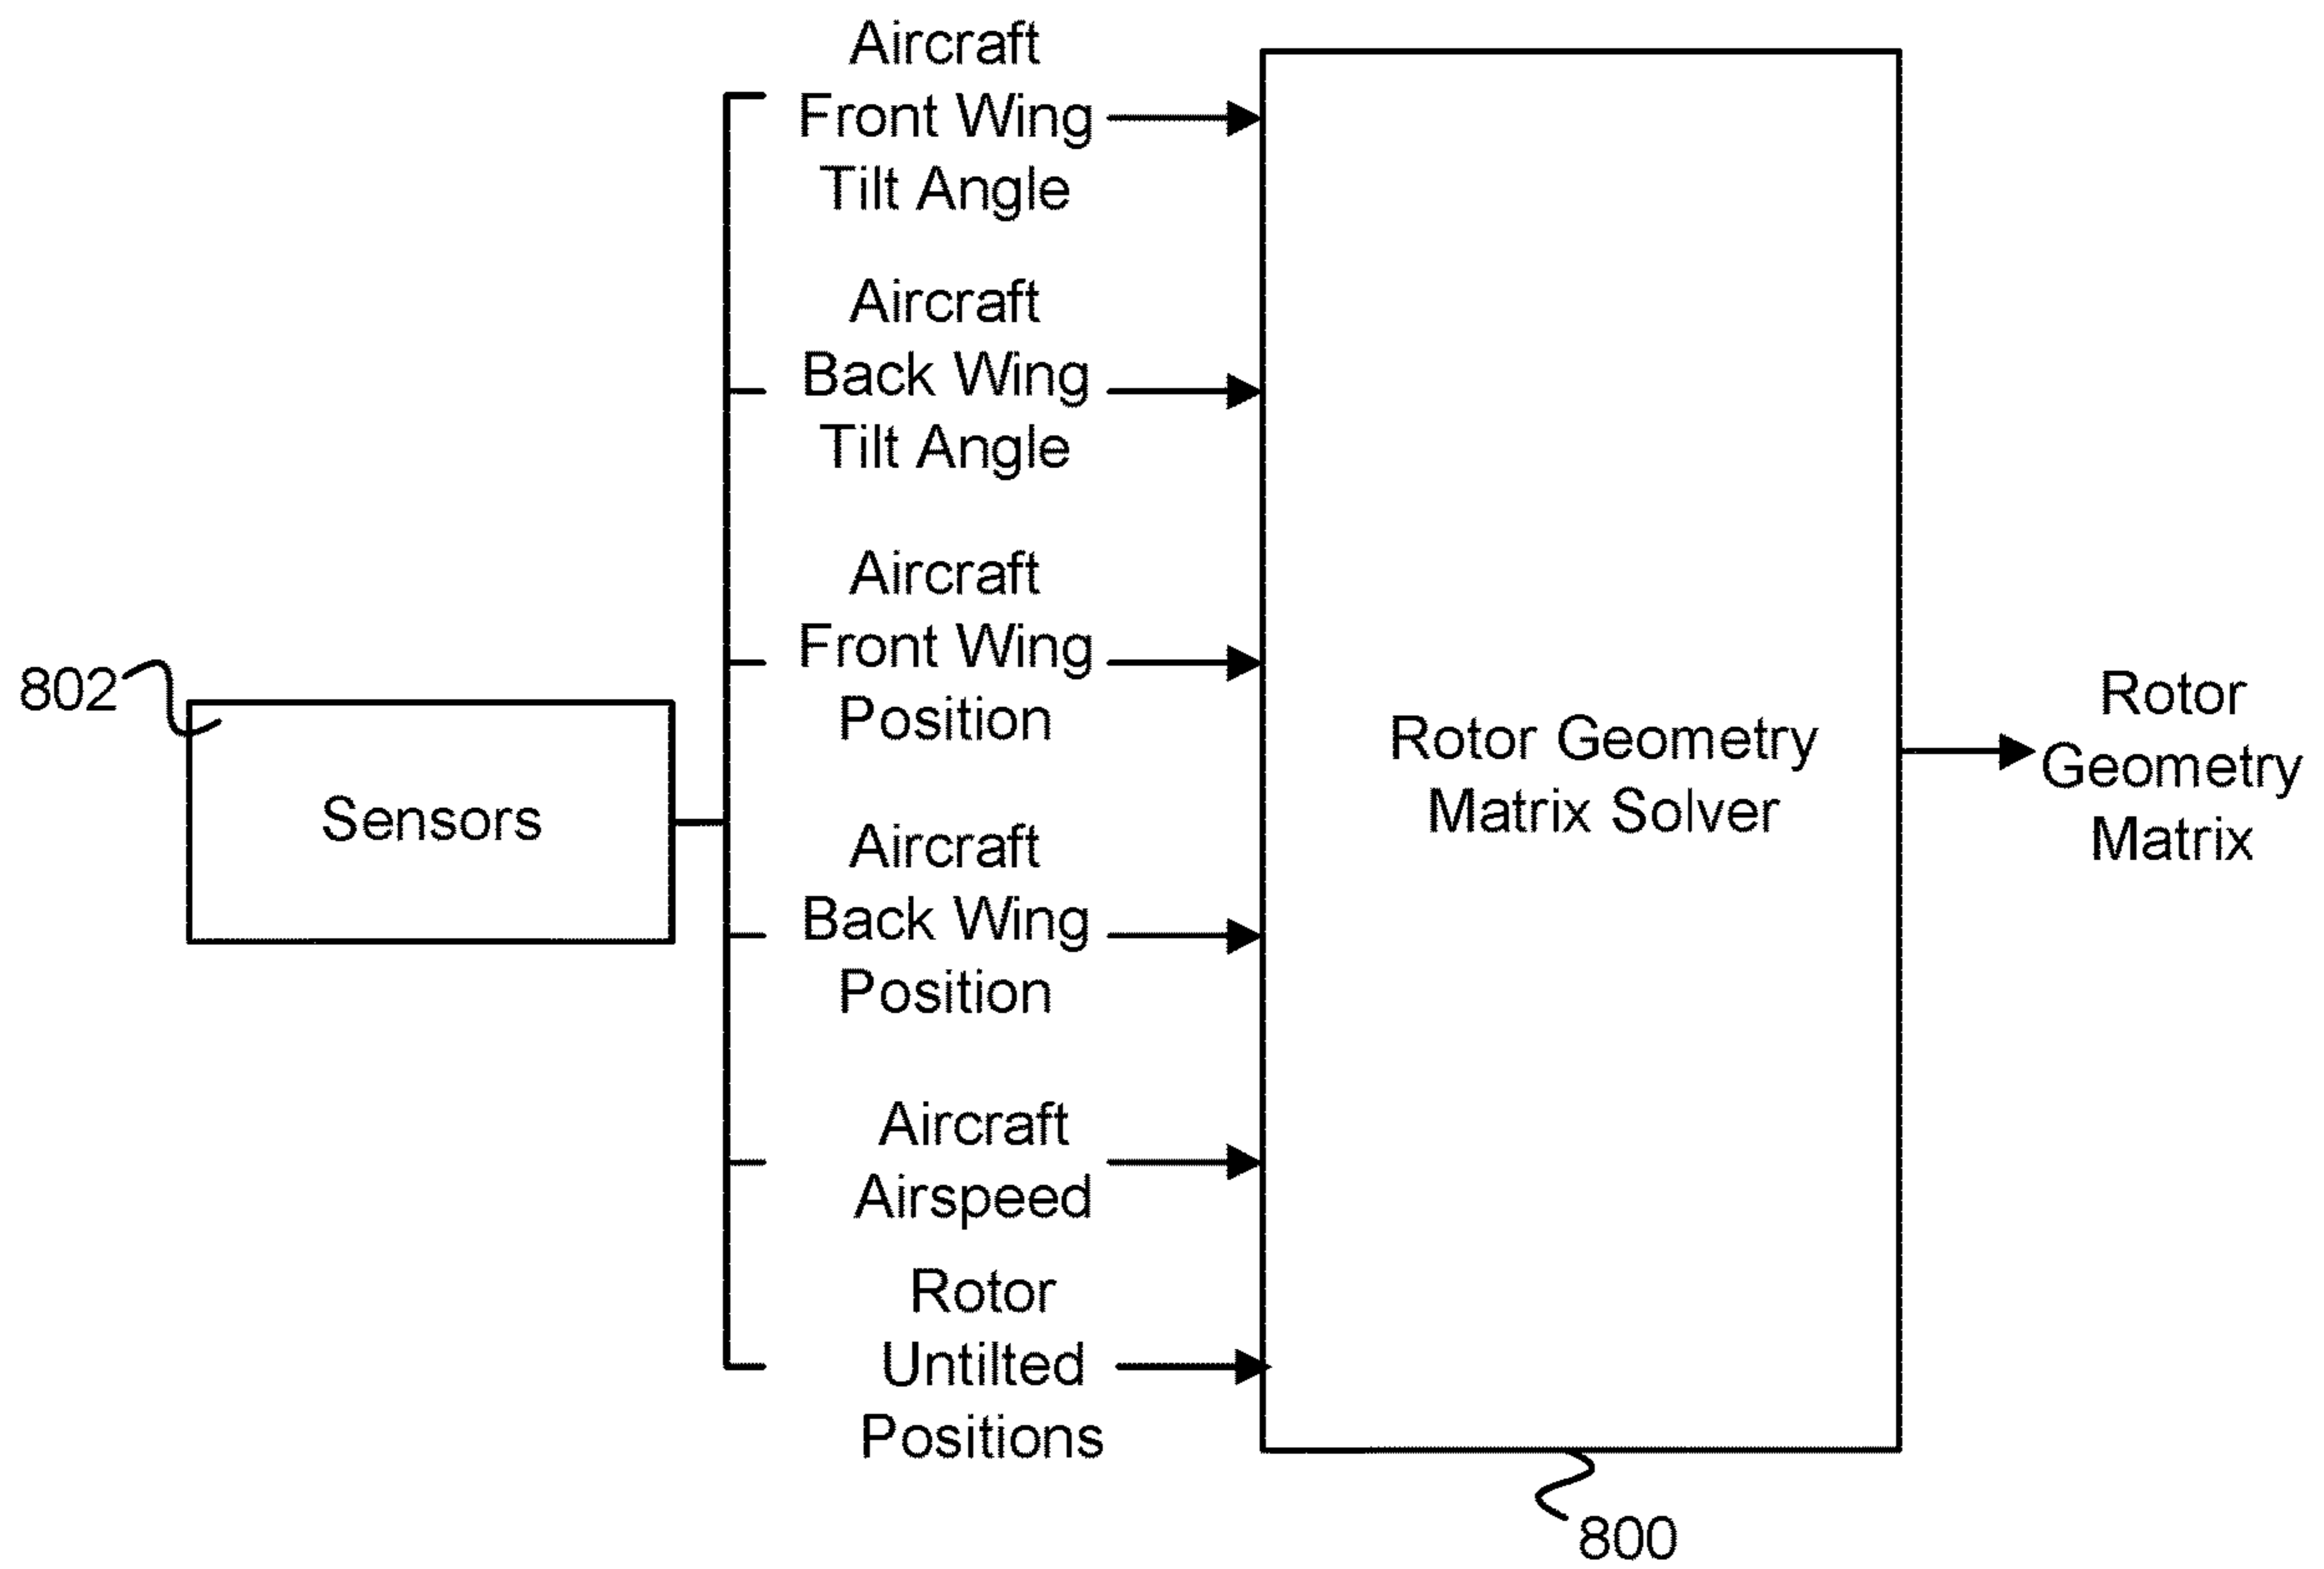 Aircraft
Front Wing
Tilt Angle
Aircraft
Back Wing
Tilt Angle
Aircraft
Front Wing
Position
Aircraft
Back Wing
Position
Aircraft
Airspeed
Rotor
Untilted
Positions
802
Sensors
Rotor Geometry
Matrix Solver
Rotor
Geometry
Matrix
800